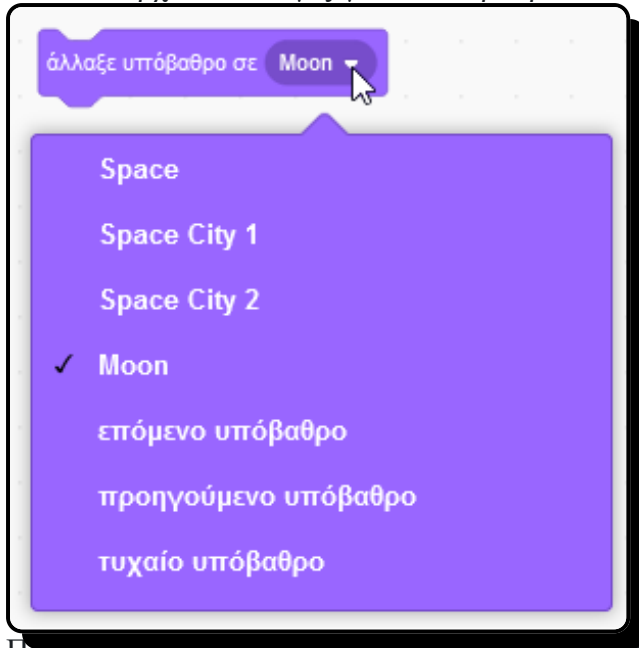 άλλαξε υπόβαθρο σε Moon
Space
Space City 1
Space City 2
✓ Moon
επόμενο υπόβαθρο
προηγούμενο υπόβαθρο
τυχαίο υπόβαθρο